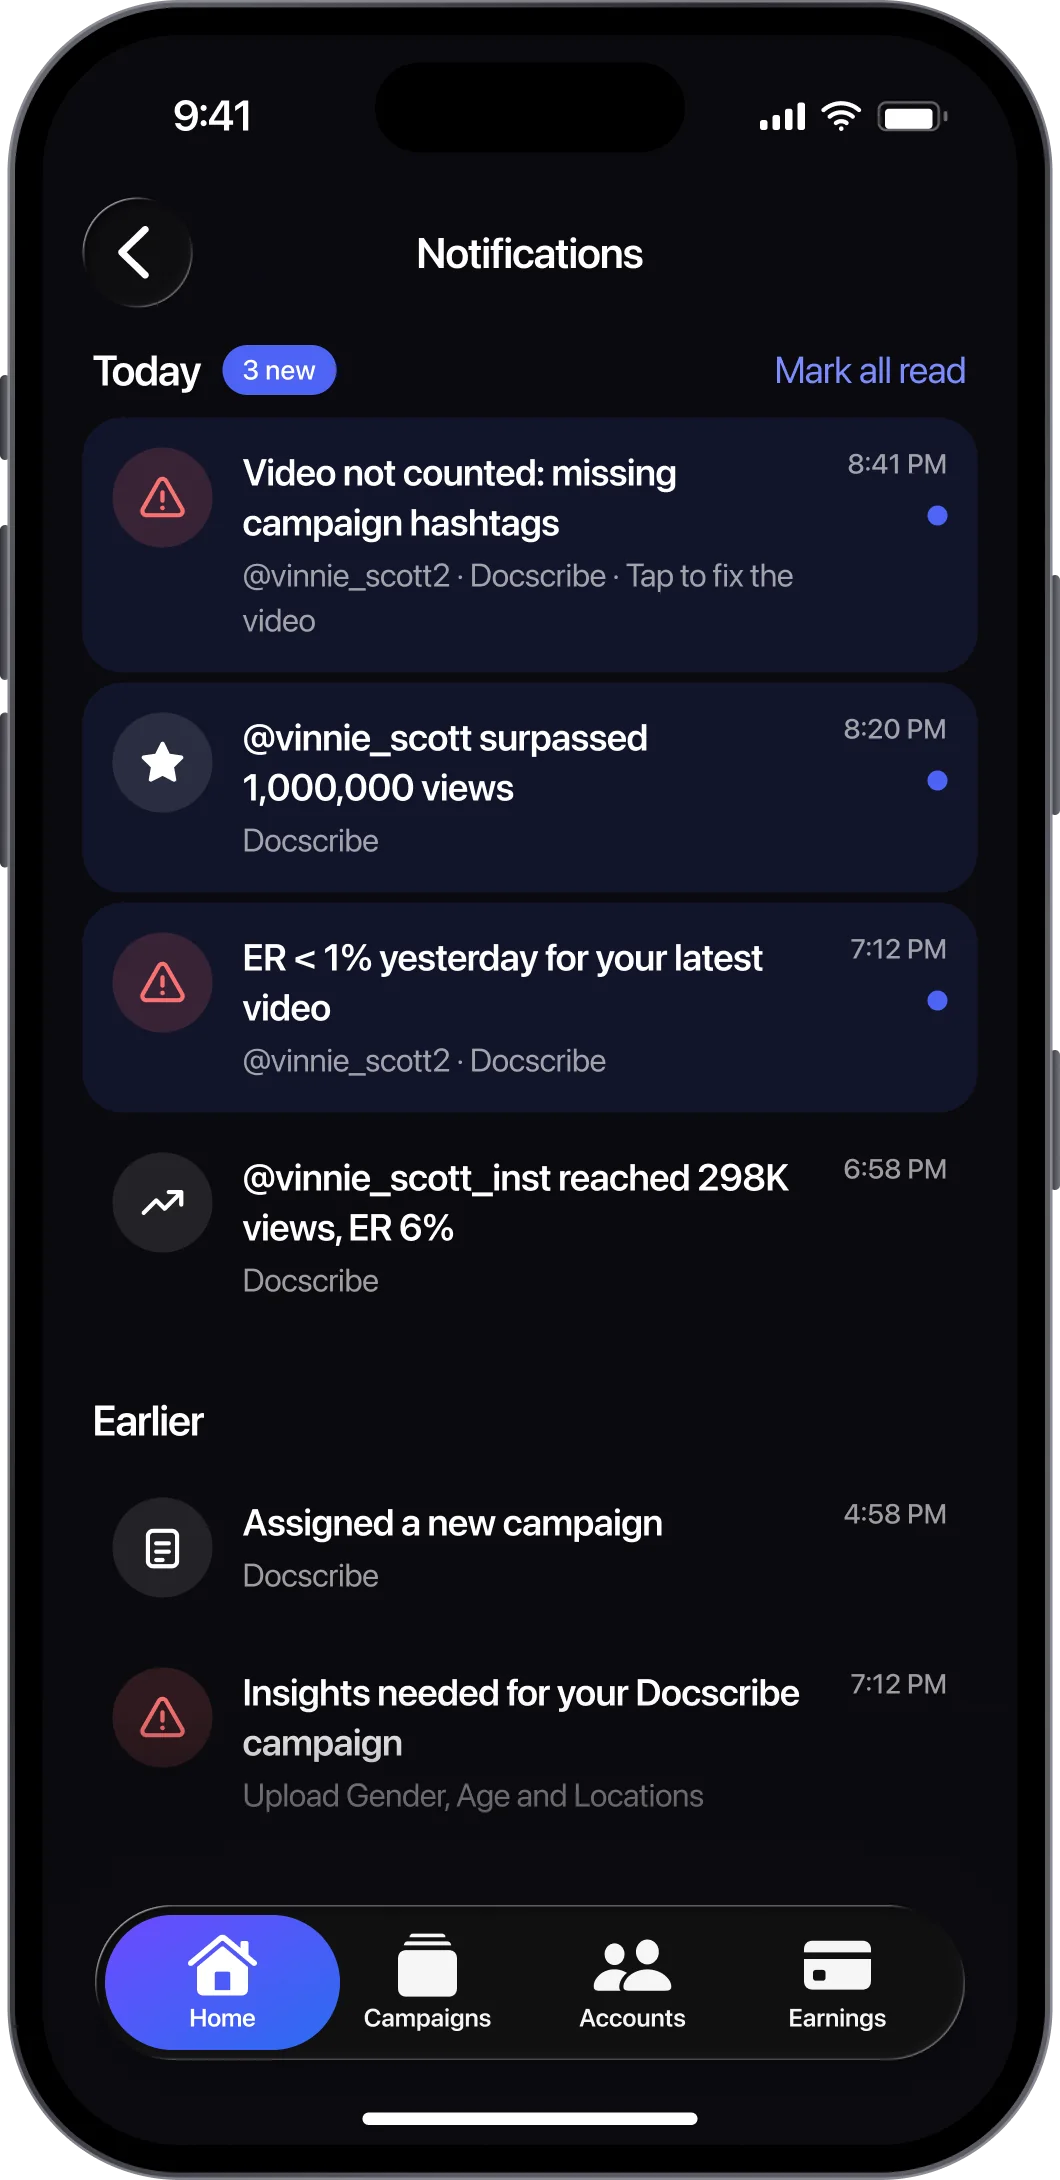 9:41
Notifications
Today
3 new
Mark all read
Video not counted: missing
campaign hashtags
8:41 PM
@vinnie_scott2 · Docscribe · Tap to fix the
video
@vinnie_scott surpassed
1,000,000 views
8:20 PM
Docscribe
ER < 1% yesterday for your latest
video
7:12 PM
@vinnie_scott2 · Docscribe
@vinnie_scott_inst reached 298K
views, ER 6%
6:58 PM
Docscribe
Earlier
Assigned a new campaign
4:58 PM
Docscribe
Insights needed for your Docscribe
campaign
7:12 PM
Upload Gender, Age and Locations
Home
Campaigns
Accounts
Earnings